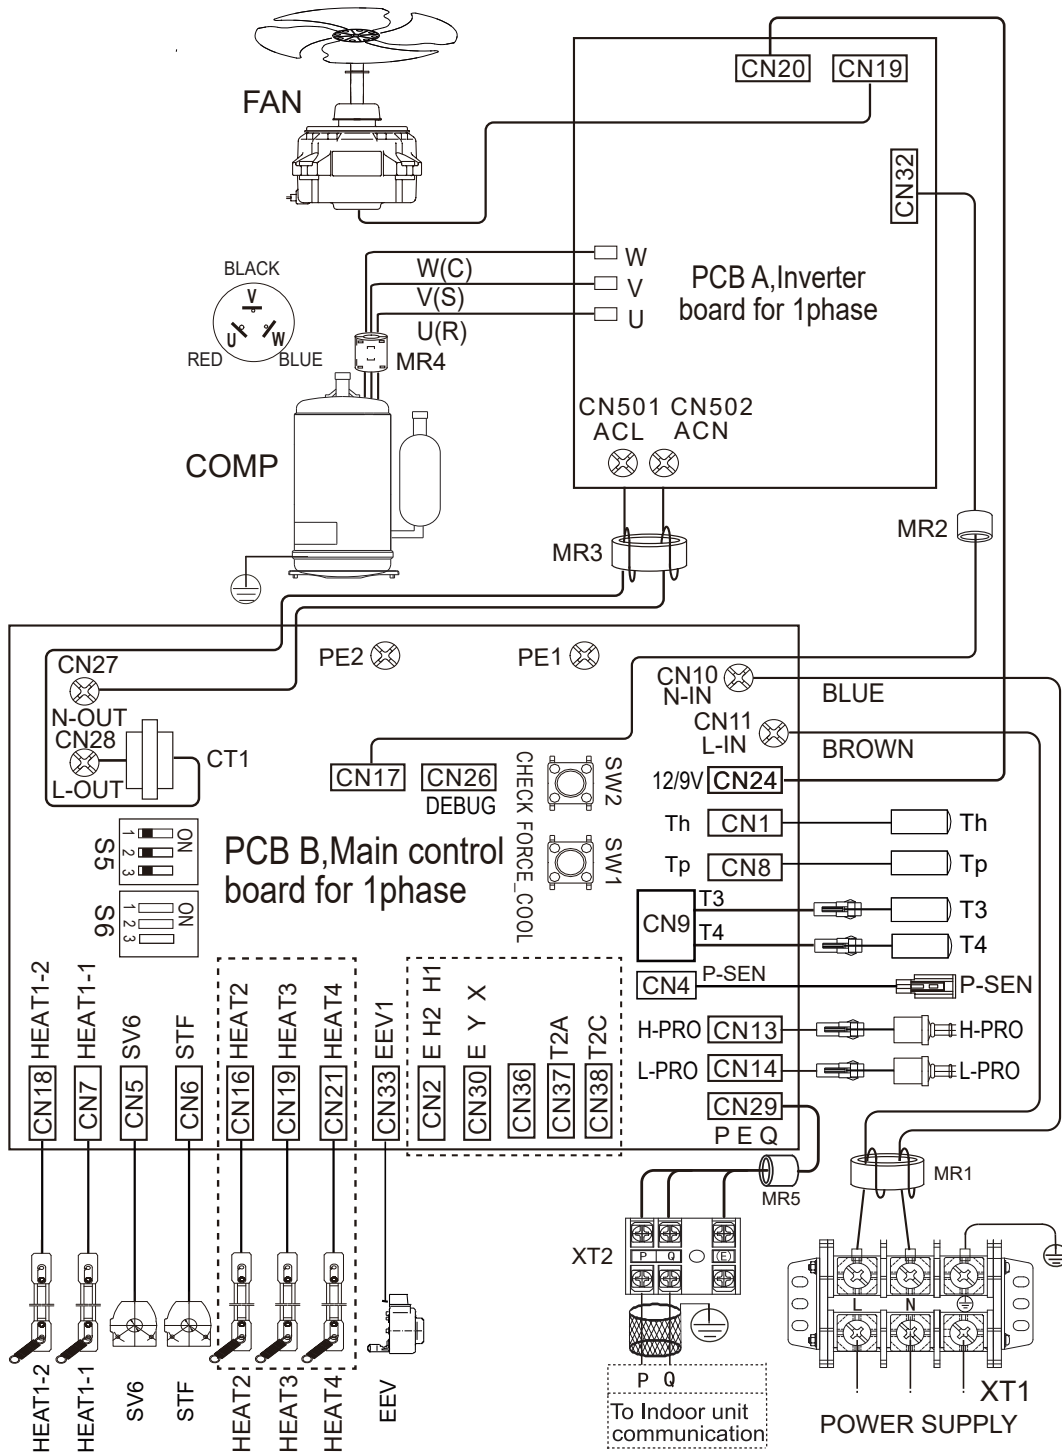 CN20
CN19
FAN
CN32
W
W(C)
V
V(S)
U
U(R)
PCB A,Inverter
board for 1phase
BLACK
V
U
W
RED
BLUE
MR4
CN501
CN502
ACL
ACN
COMP
MR2
MR3
CN27
PE2
PE1
CN10
N-IN
BLUE
N-OUT
CN28
CT1
CN11
L-IN
BROWN
L-OUT
CN17
CN26
DEBUG
CHECK FORCE_COOL
SW2
SW1
12/9V
CN24
Th
CN1
Th
Tp
CN8
Tp
S5
ON
1
2
3
PCB B,Main control
board for 1phase
S6
ON
1
2
3
CN9
T3
T3
T4
T4
CN4
P-SEN
P-SEN
H-PRO
CN13
H-PRO
L-PRO
CN14
L-PRO
CN29
P E Q
HEAT1-2
HEAT1-1
SV6
STF
HEAT2
HEAT3
HEAT4
EEV1
E H2 H1
E Y X
T2A
T2C
CN18
CN7
CN5
CN6
CN16
CN19
CN21
CN33
CN2
CN30
CN36
CN37
CN38
MR5
MR1
XT2
P
Q
(E)
L
N
HEAT1-2
HEAT1-1
SV6
STF
HEAT2
HEAT3
HEAT4
EEV
P Q
To Indoor unit
communication
XT1
POWER SUPPLY